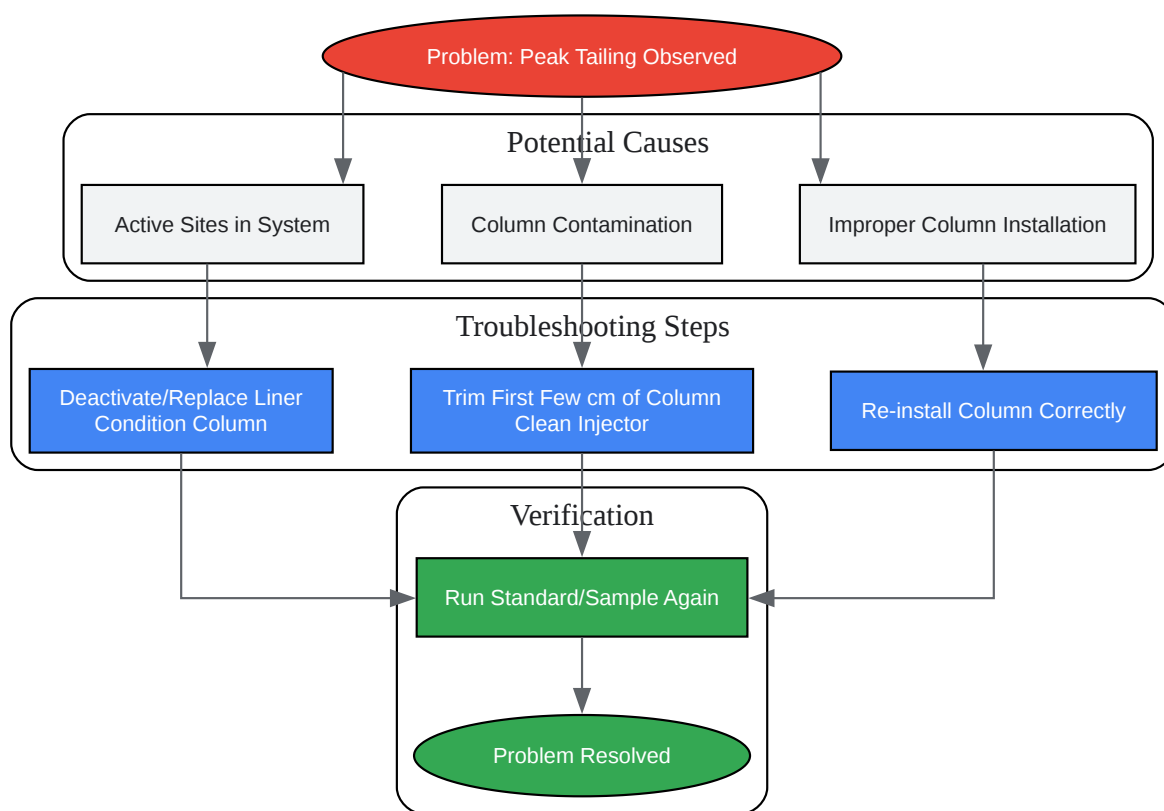 Problem: Peak Tailing Observed
Potential Causes
Active Sites in System
Column Contamination
Improper Column Installation
Troubleshooting Steps
Deactivate/Replace Liner
Condition Column
Trim First Few cm of Column
Clean Injector
Re-install Column Correctly
Verification
Run Standard/Sample Again
Problem Resolved